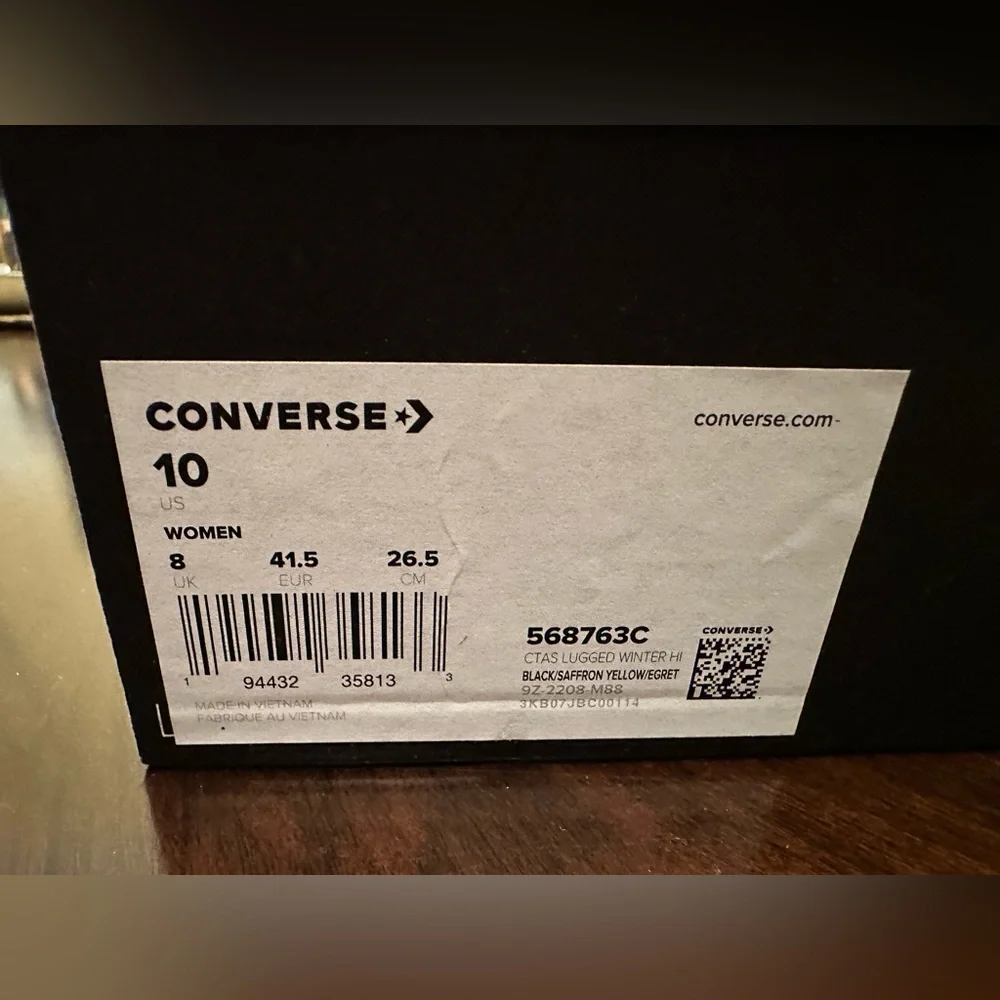 CONVERSE
converse.com
10
US
WOMEN
8 41.5 26.5
UK EUR CM
1 94432 35813 3
MADE IN VIETNAM
FABRIQUE AU VIETNAM
568763C
CTAS LUGGED WINTER HI
BLACK/SAFFRON YELLOW/EGRET
9Z-2208-M88
3KB07JBC00114
CONVERSE